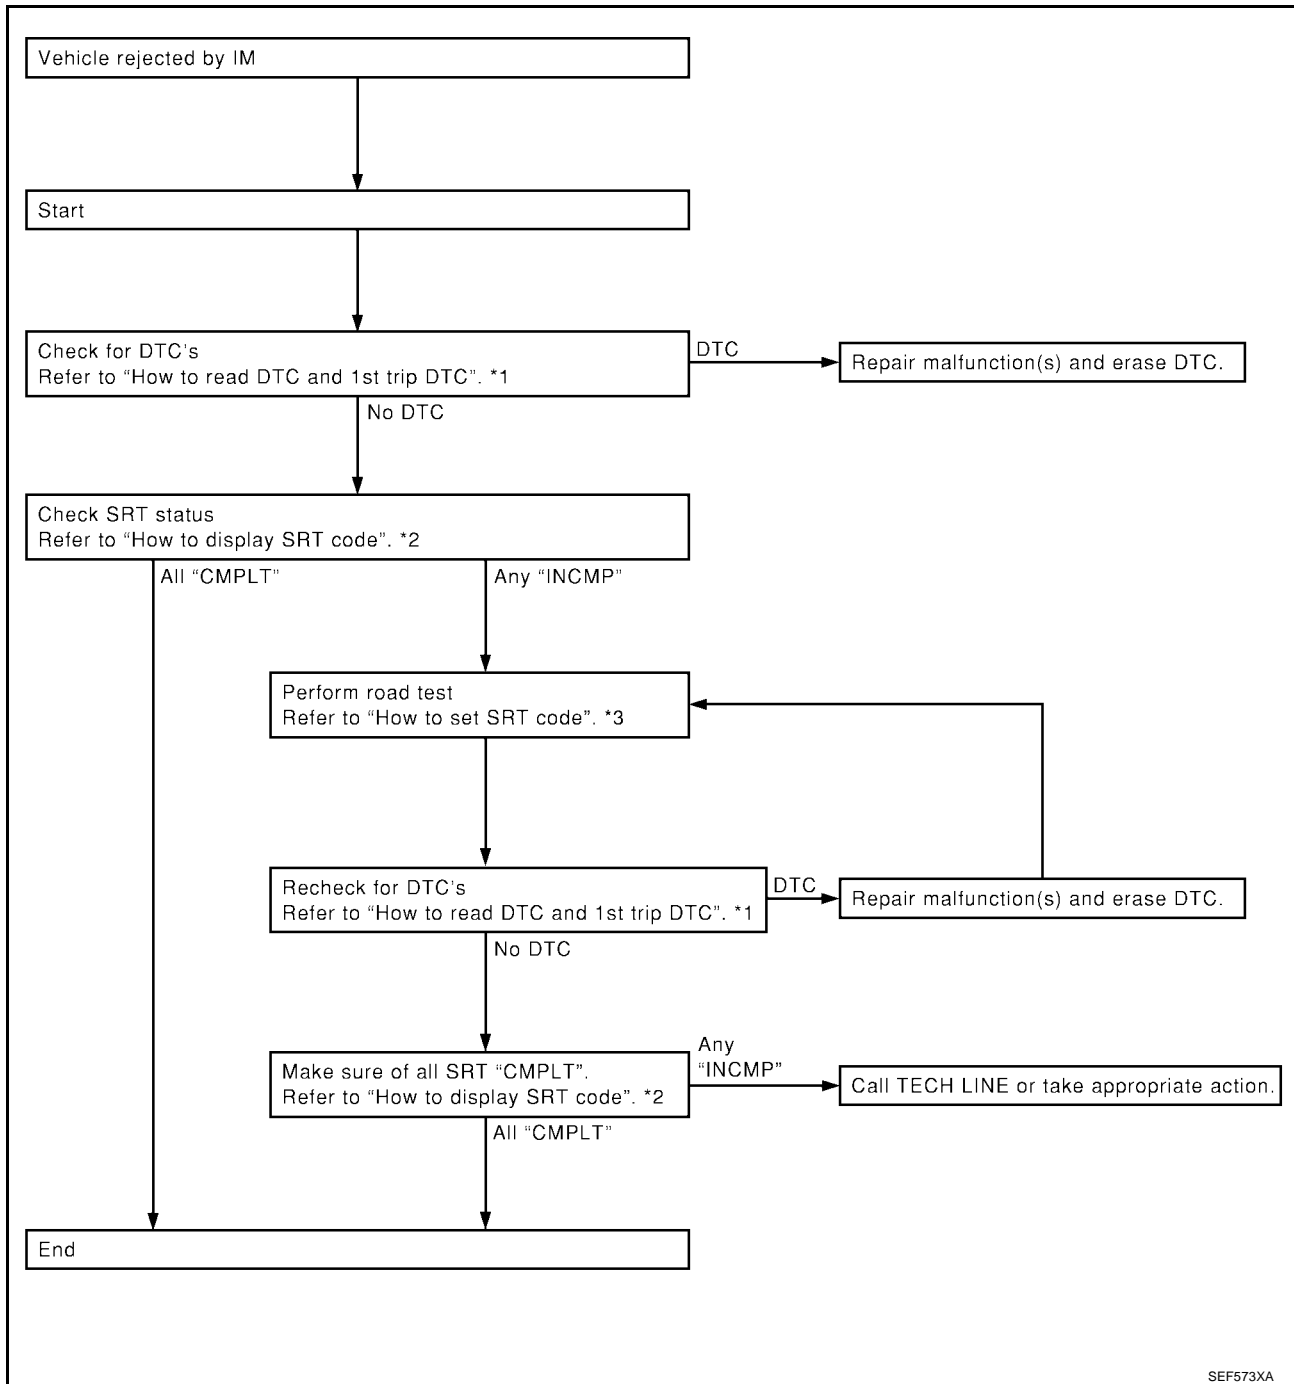 Vehicle rejected by IM
Start
Check for DTC's
Refer to “How to read DTC and 1st trip DTC”. *1
DTC
Repair malfunction(s) and erase DTC.
No DTC
Check SRT status
Refer to “How to display SRT code”. *2
All “CMPLT”
Any “INCMP”
Perform road test
Refer to “How to set SRT code”. *3
Recheck for DTC's
Refer to “How to read DTC and 1st trip DTC”. *1
DTC
Repair malfunction(s) and erase DTC.
No DTC
Make sure of all SRT “CMPLT”.
Refer to “How to display SRT code”. *2
Any
“INCMP”
Call TECH LINE or take appropriate action.
All “CMPLT”
End
SEF573XA